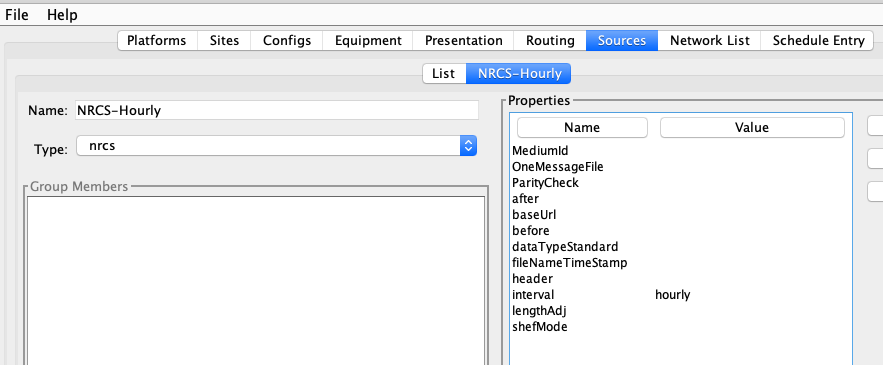 File Help
Platforms Sites Configs Equipment Presentation Routing Sources Network List Schedule Entry
List NRCS-Hourly
Name: NRCS-Hourly
Type: nrcs
Group Members
Properties
Name Value
MediumId
OneMessageFile
ParityCheck
after
baseUrl
before
dataTypeStandard
fileNameTimeStamp
header
interval hourly
lengthAdj
shefMode